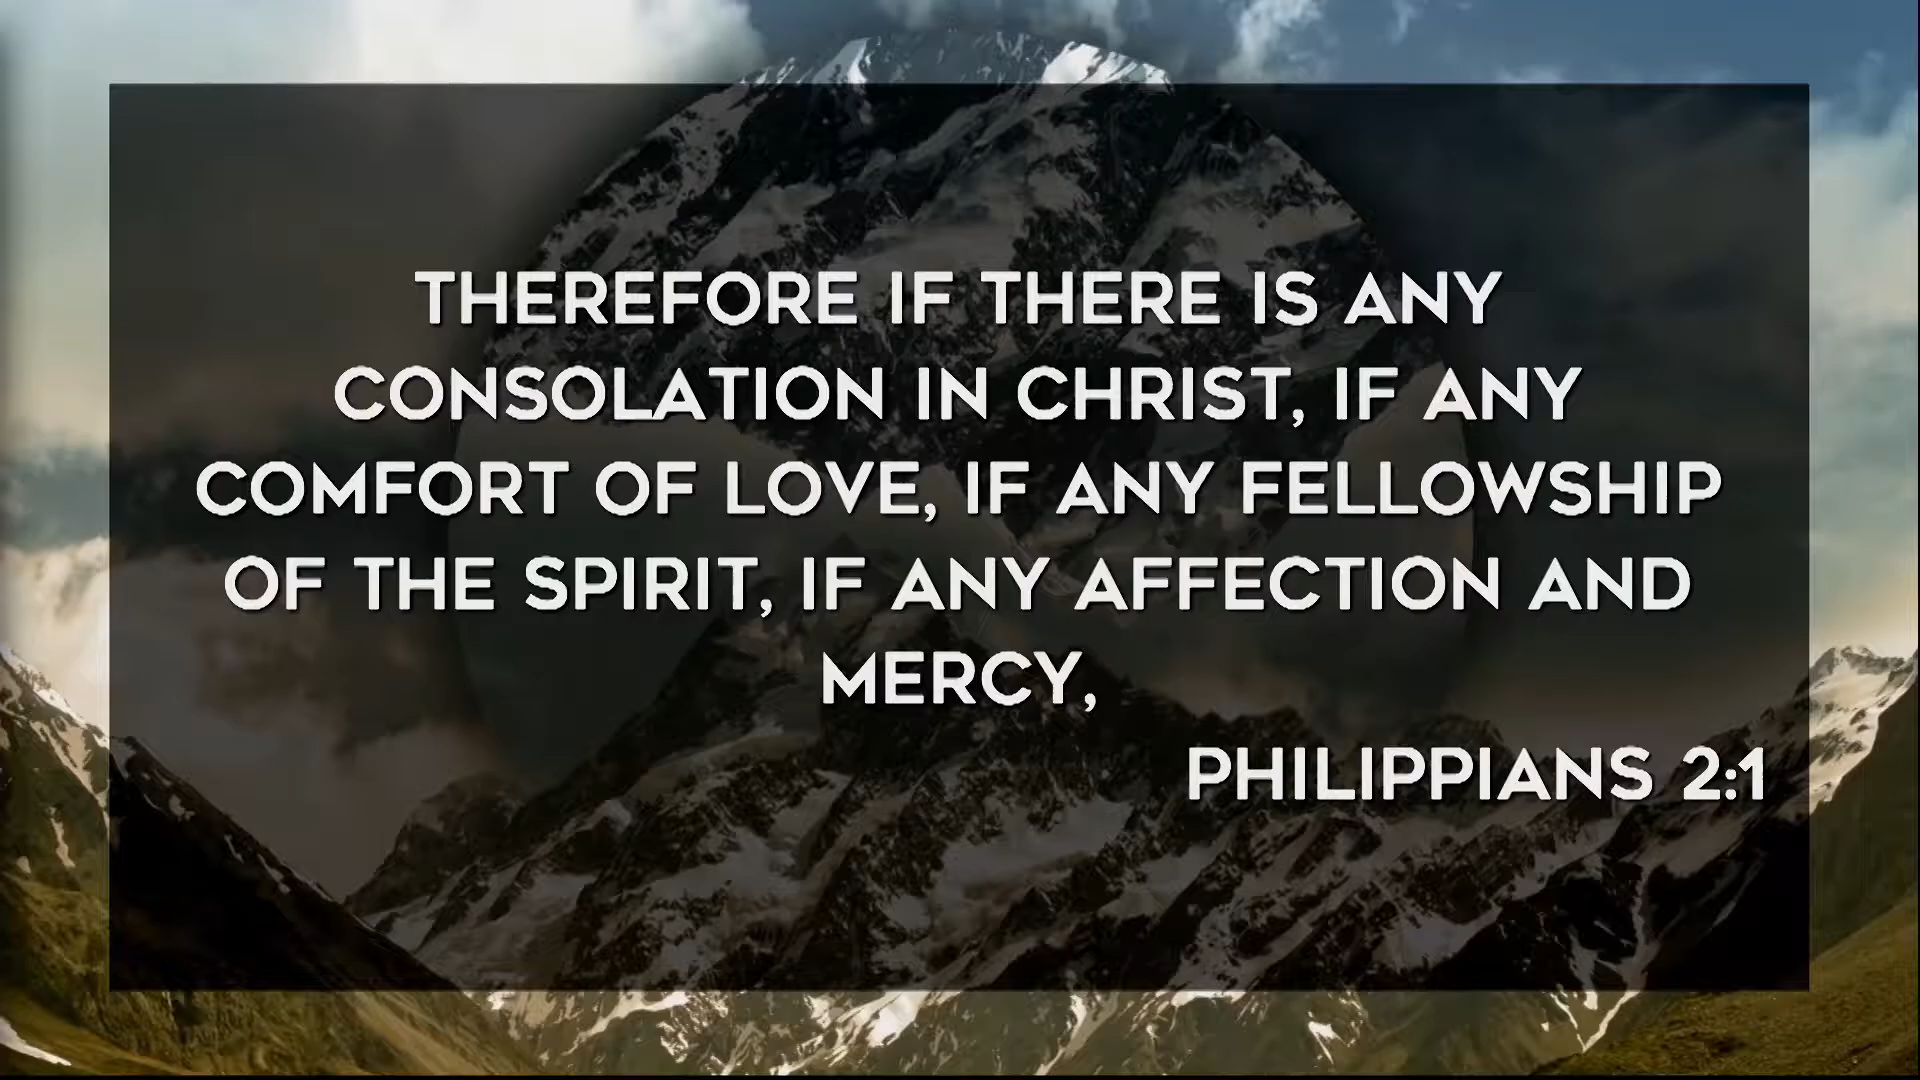 THEREFORE IF THERE IS ANY
CONSOLATION IN CHRIST, IF ANY
COMFORT OF LOVE, IF ANY FELLOWSHIP
OF THE SPIRIT, IF ANY AFFECTION AND
MERCY,
PHILIPPIANS 2:1